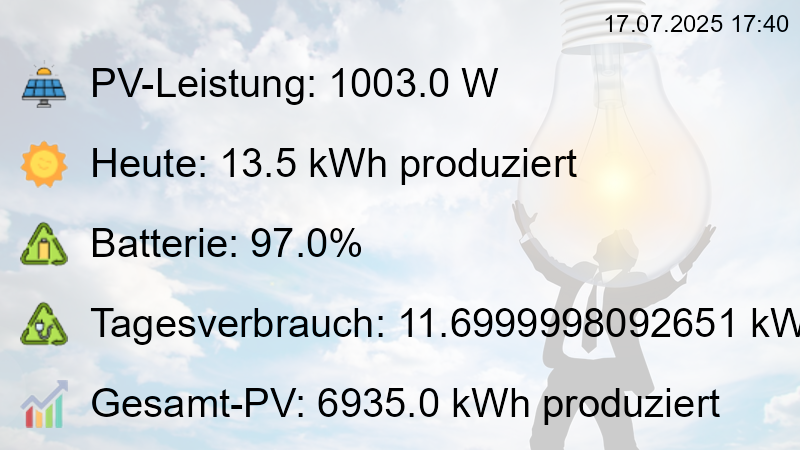 17.07.2025 17:40
PV-Leistung: 1003.0 W
Heute: 13.5 kWh produziert
Batterie: 97.0%
Tagesverbrauch: 11.6999998092651 kW
Gesamt-PV: 6935.0 kWh produziert